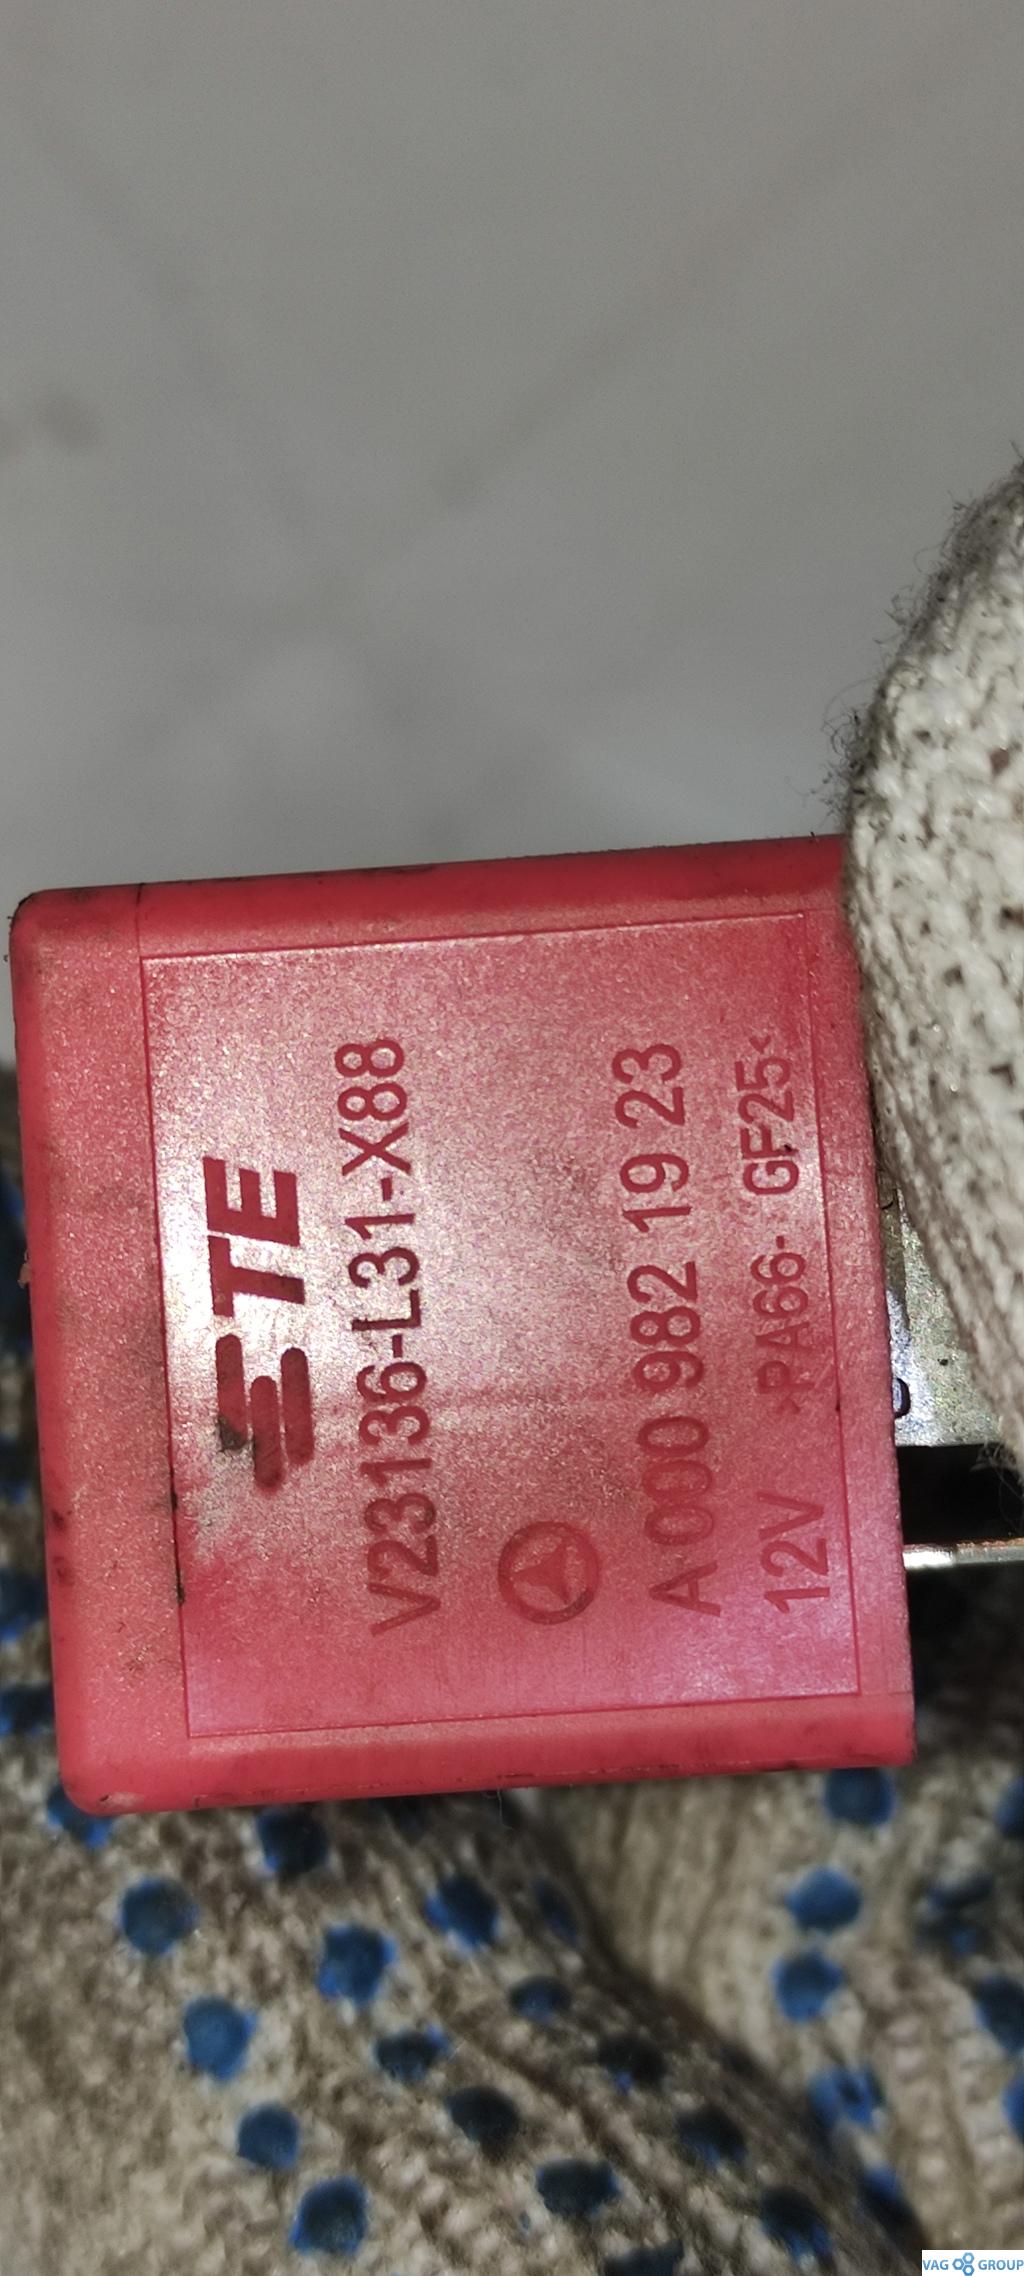 TE
V23136-L31-X88
A 000 982 19 23
12V >PA66- GF25<
VAG GROUP